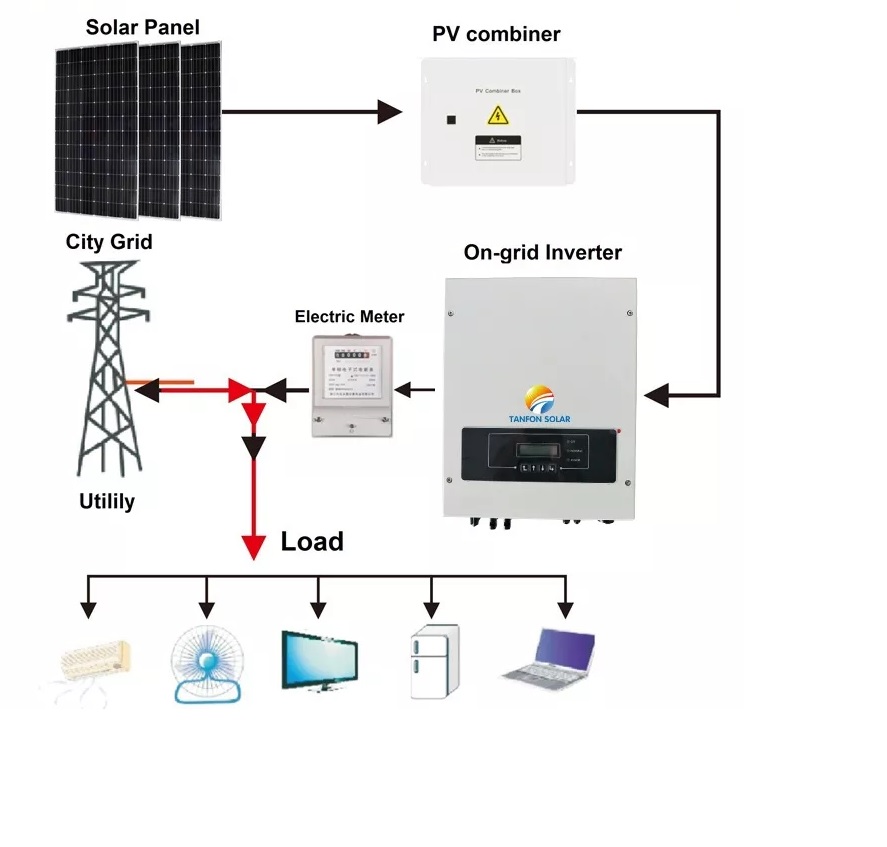 Solar Panel
PV combiner
PV Combiner Box
City Grid
On-grid Inverter
Electric Meter
TANFON SOLAR
Utilily
Load